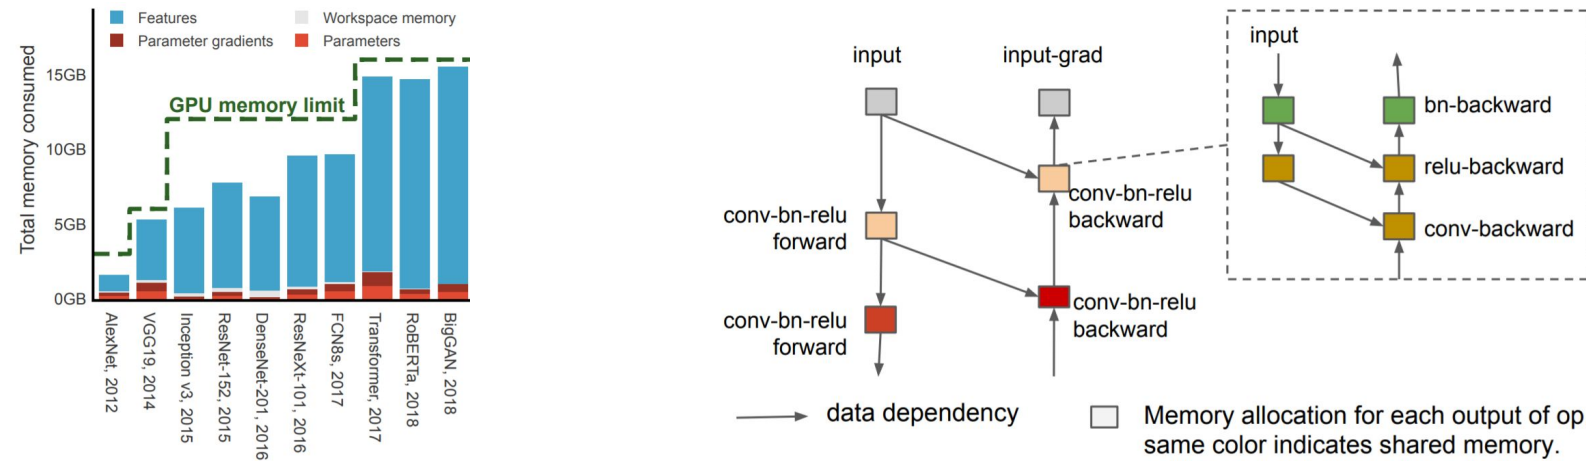 Features
Workspace memory
Parameter gradients
Parameters
Total memory consumed
15GB
10GB
5GB
0GB
GPU memory limit
AlexNet, 2012
VGG19, 2014
Inception v3, 2015
ResNet-152, 2015
DenseNet-201, 2016
ResNeXt-101, 2016
FCN8s, 2017
Transformer, 2017
RoBERTa, 2018
BigGAN, 2018
input
input-grad
conv-bn-relu
forward
conv-bn-relu
backward
conv-bn-relu
forward
conv-bn-relu
backward
input
bn-backward
relu-backward
conv-backward
data dependency
Memory allocation for each output of op
same color indicates shared memory.